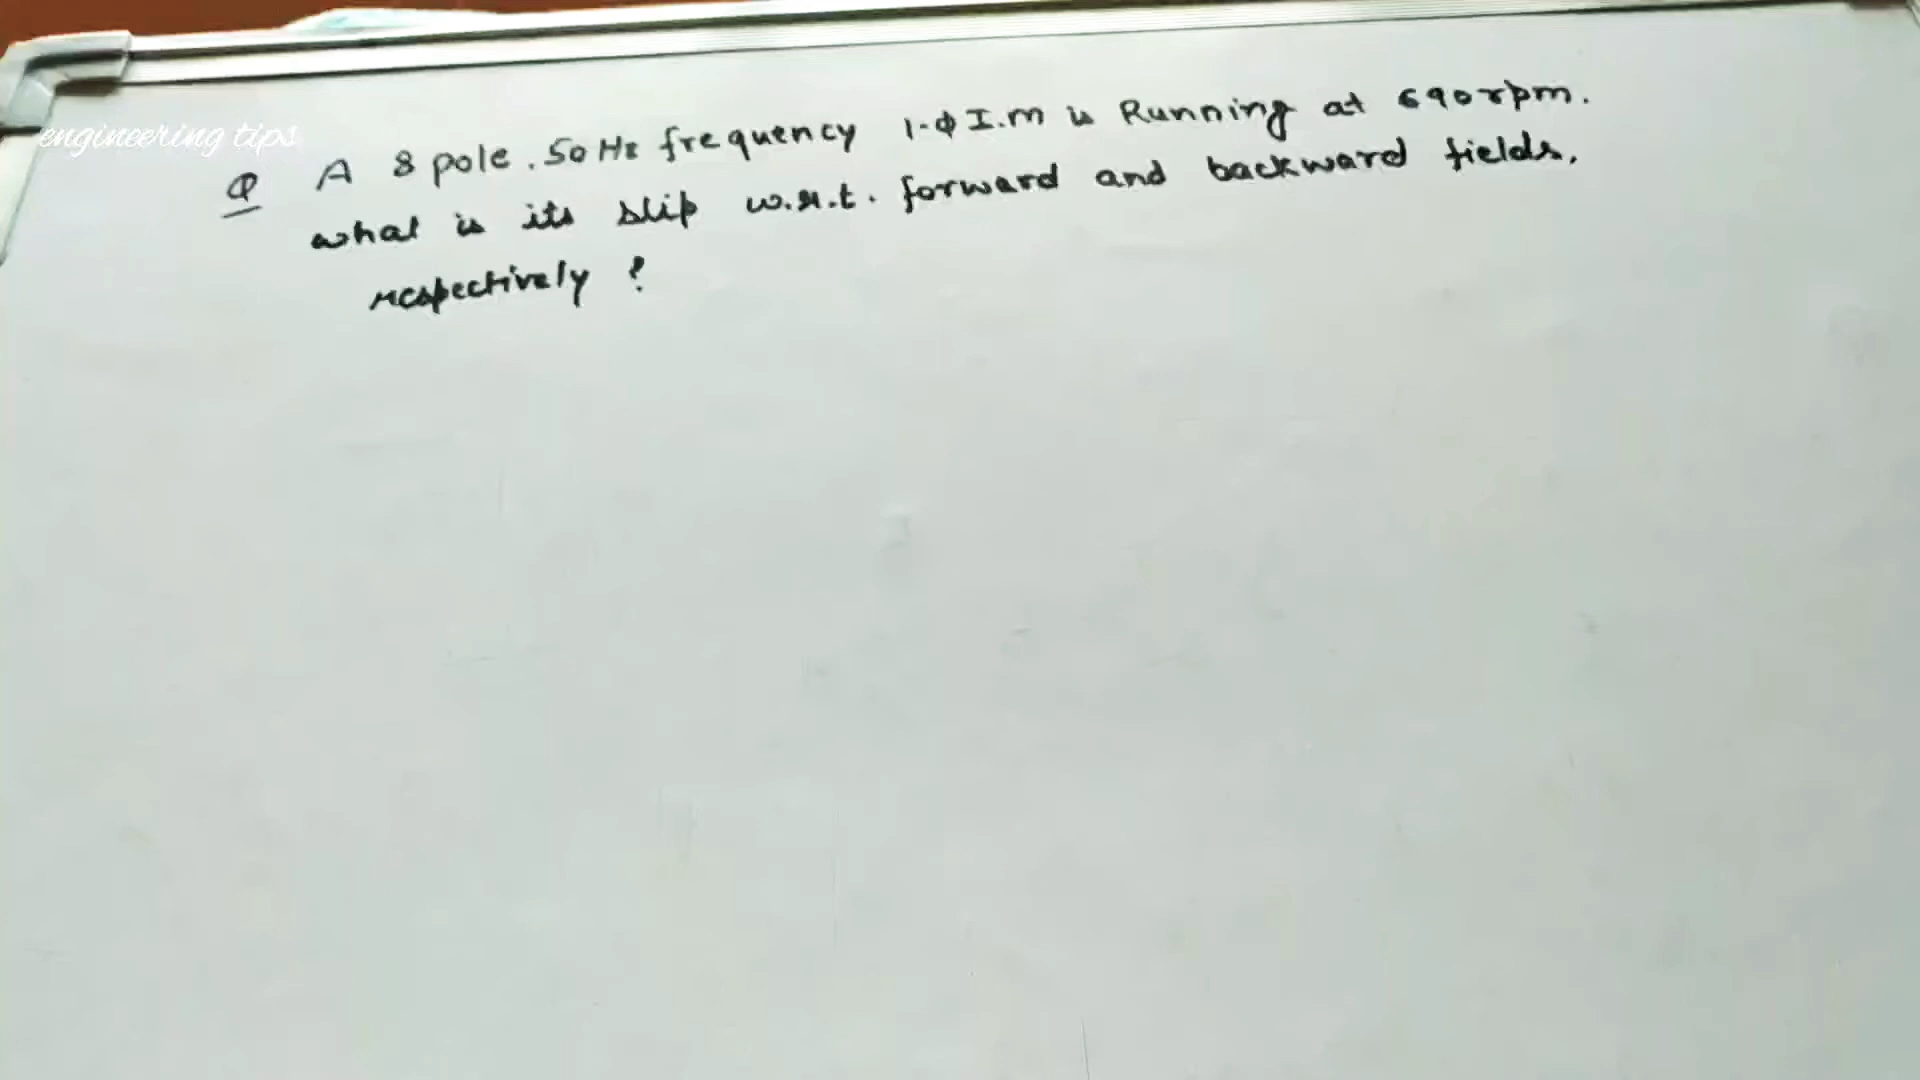 engineering tips
Q A 8 pole. 50 Hz frequency 1-ϕ I.m is Running at 690 rpm.
what is its slip w.r.t. forward and backward fields,
respectively ?